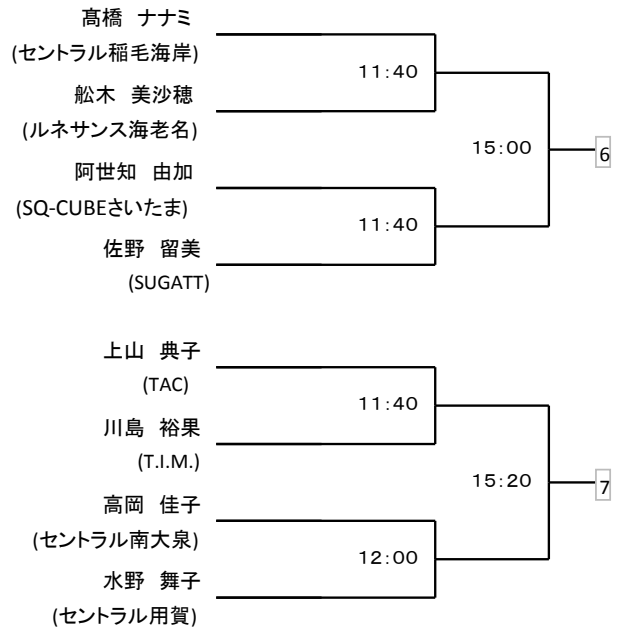 髙橋　ナナミ
(セントラル稲毛海岸)
11:40
舩木　美沙穂
(ルネサンス海老名)
15:00
6
阿世知　由加
(SQ-CUBEさいたま)
11:40
佐野　留美
(SUGATT)
上山　典子
(TAC)
11:40
川島　裕果
(T.I.M.)
15:20
7
高岡　佳子
(セントラル南大泉)
12:00
水野　舞子
(セントラル用賀)